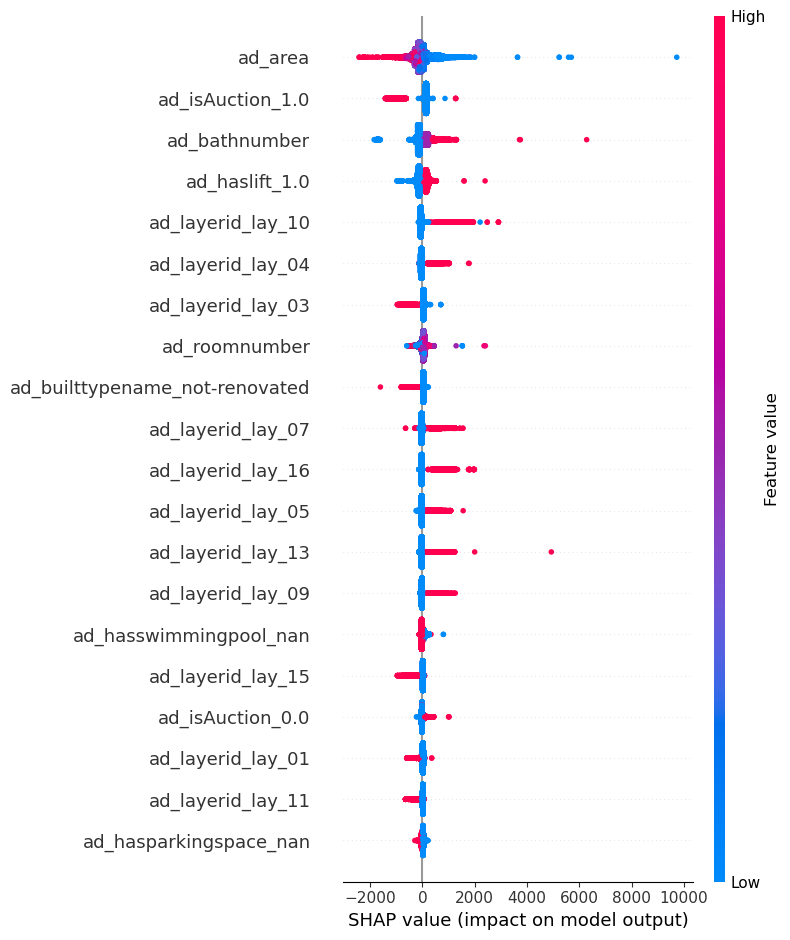 High
ad_area
ad_isAuction_1.0
ad_bathnumber
ad_haslift_1.0
ad_layerid_lay_10
ad_layerid_lay_04
ad_layerid_lay_03
ad_roomnumber
ad_builttypename_not-renovated
ad_layerid_lay_07
ad_layerid_lay_16
ad_layerid_lay_05
ad_layerid_lay_13
ad_layerid_lay_09
ad_hasswimmingpool_nan
ad_layerid_lay_15
ad_isAuction_0.0
ad_layerid_lay_01
ad_layerid_lay_11
ad_hasparkingspace_nan
Feature value
Low
−2000 0 2000 4000 6000 8000 10000
SHAP value (impact on model output)